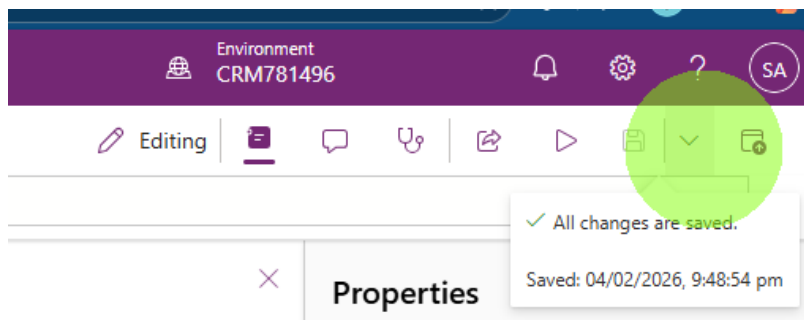 Environment
CRM781496
SA
Editing
All changes are saved.
Saved: 04/02/2026, 9:48:54 pm
Properties